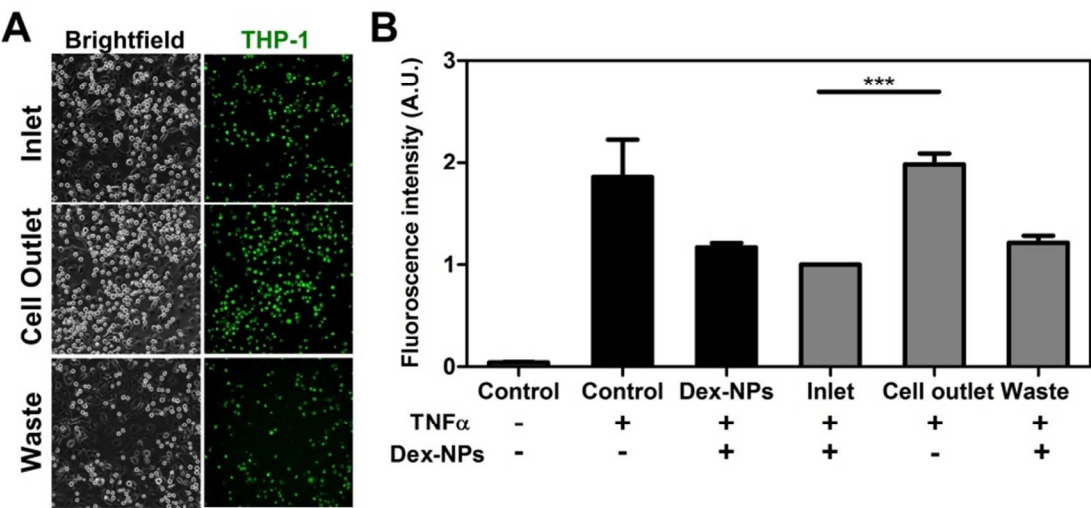 A
Brightfield THP-1
Inlet
Cell Outlet
Waste
B
Fluoroscence intensity (A.U.)
3
2
1
0
***
Control Control Dex-NPs Inlet Cell outlet Waste
TNFα - + + + + +
Dex-NPs - - + + - +